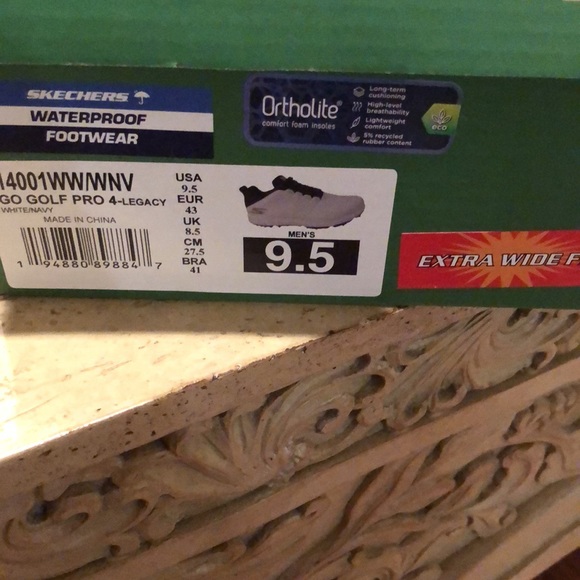 SKECHERS
WATERPROOF
FOOTWEAR
Ortholite®
comfort foam insoles
Long-term
cushioning
High-level
breathability
Lightweight
comfort
5% recycled
rubber content
eco
14001WW/WNV
GO GOLF PRO 4-LEGACY
WHITE/NAVY
MADE IN CHINA
1 94880 89884 7
USA
9.5
EUR
43
UK
8.5
CM
27.5
BRA
41
MEN'S
9.5
EXTRA WIDE F